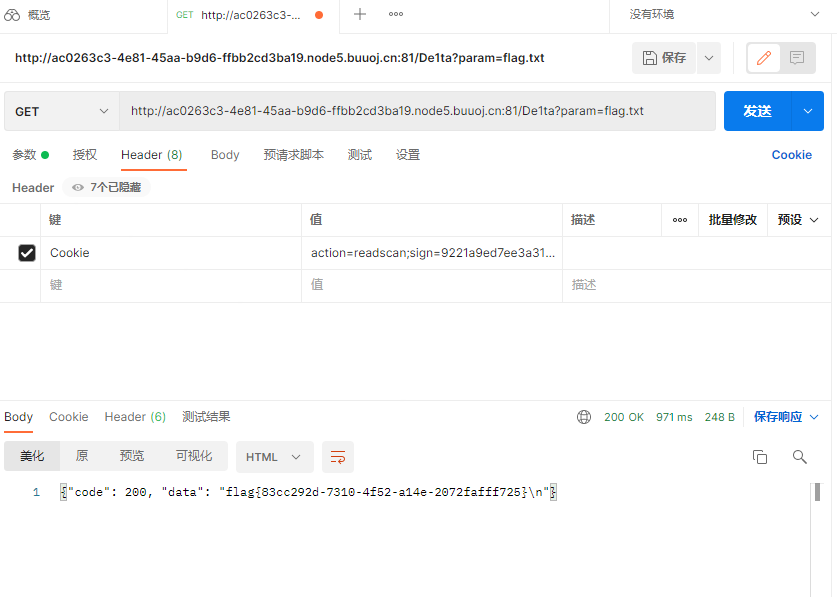 概览
GET http://ac0263c3-...
没有环境
http://ac0263c3-4e81-45aa-b9d6-ffbb2cd3ba19.node5.buuoj.cn:81/De1ta?param=flag.txt
保存
GET http://ac0263c3-4e81-45aa-b9d6-ffbb2cd3ba19.node5.buuoj.cn:81/De1ta?param=flag.txt 发送
参数 授权 Header (8) Body 预请求脚本 测试 设置 Cookie
Header 7个已隐藏
键 值 描述 批量修改 预设
Cookie action=readscan;sign=9221a9ed7ee3a31...
键 值 描述
Body Cookie Header (6) 测试结果 200 OK 971 ms 248 B 保存响应
美化 原 预览 可视化 HTML
1 {"code": 200, "data": "flag{83cc292d-7310-4f52-a14e-2072fafff725}\n"}